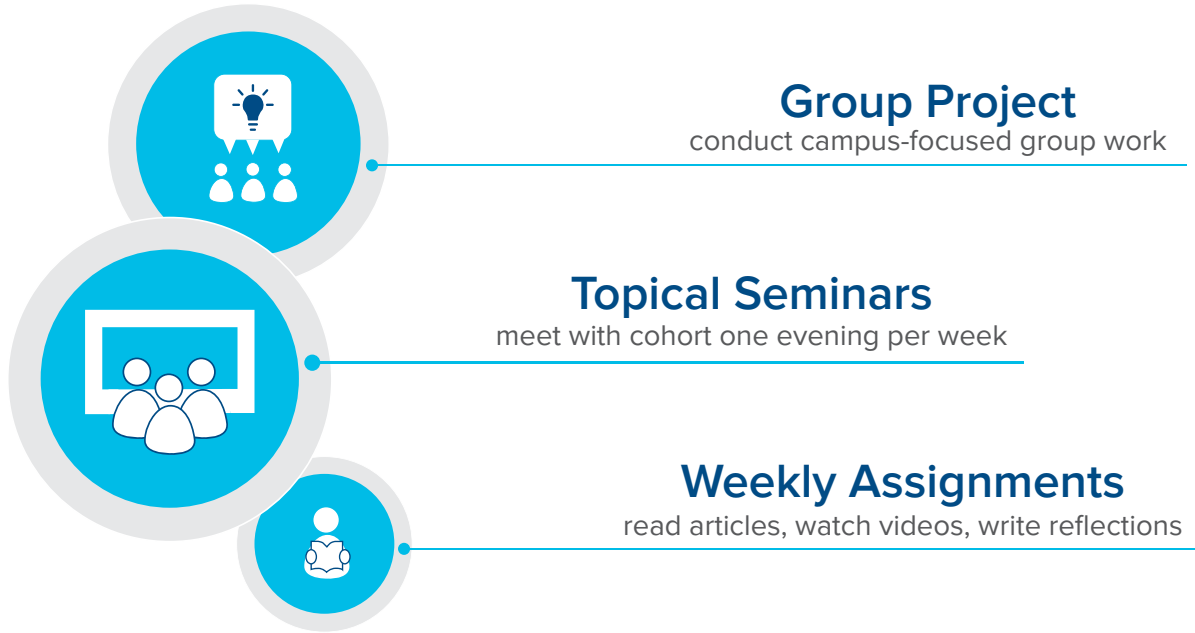 Group Project
conduct campus-focused group work
Topical Seminars
meet with cohort one evening per week
Weekly Assignments
read articles, watch videos, write reflections